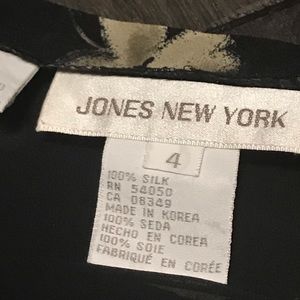 JONES NEW YORK
4
100% SILK
RN 54050
CA 08349
MADE IN KOREA
100% SEDA
HECHO EN COREA
100% SOIE
FABRIQUÉ EN CORÉE